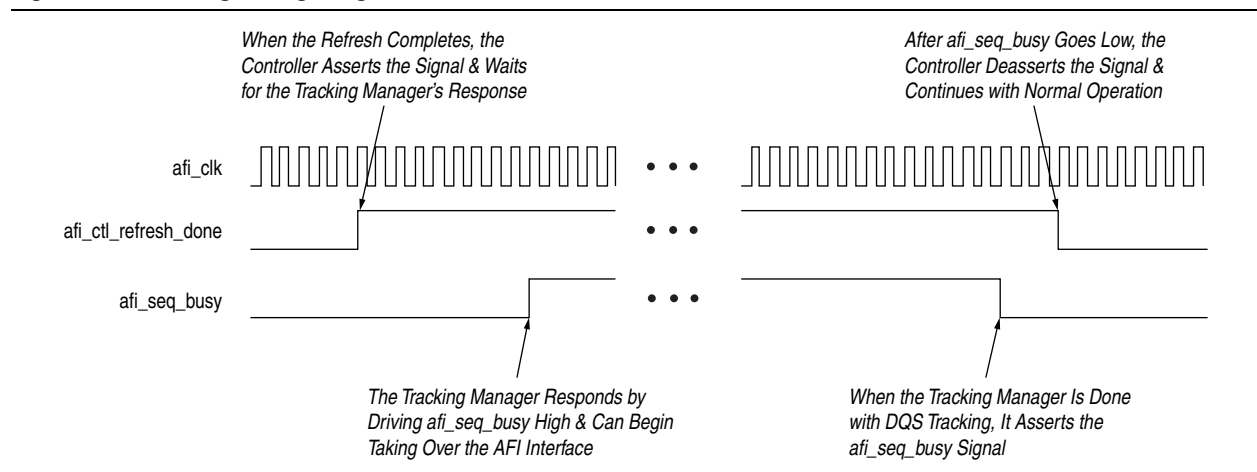 When the Refresh Completes, the
Controller Asserts the Signal & Waits
for the Tracking Manager's Response
After afi_seq_busy Goes Low, the
Controller Deasserts the Signal &
Continues with Normal Operation
afi_clk
afi_ctl_refresh_done
afi_seq_busy
The Tracking Manager Responds by
Driving afi_seq_busy High & Can Begin
Taking Over the AFI Interface
When the Tracking Manager Is Done
with DQS Tracking, It Asserts the
afi_seq_busy Signal